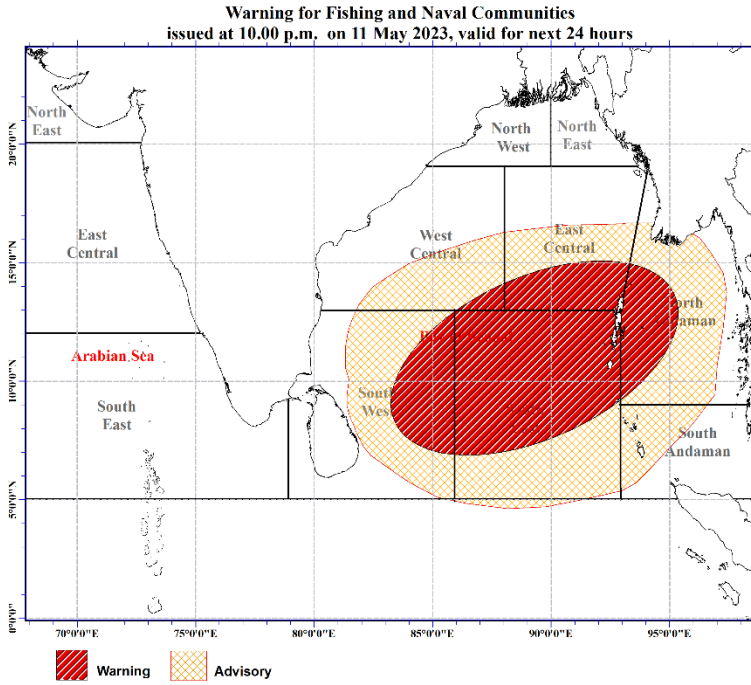 Warning for Fishing and Naval Communities
issued at 10.00 p.m. on 11 May 2023, valid for next 24 hours
North
East
North
West
North
East
East
Central
West
Central
East
Central
North
Arabian Sea
South
East
South
West
South
Andaman
20°0'0"N
15°0'0"N
10°0'0"N
5°0'0"N
0°0'0"N
70°0'0"E
75°0'0"E
80°0'0"E
85°0'0"E
90°0'0"E
95°0'0"E
Warning
Advisory